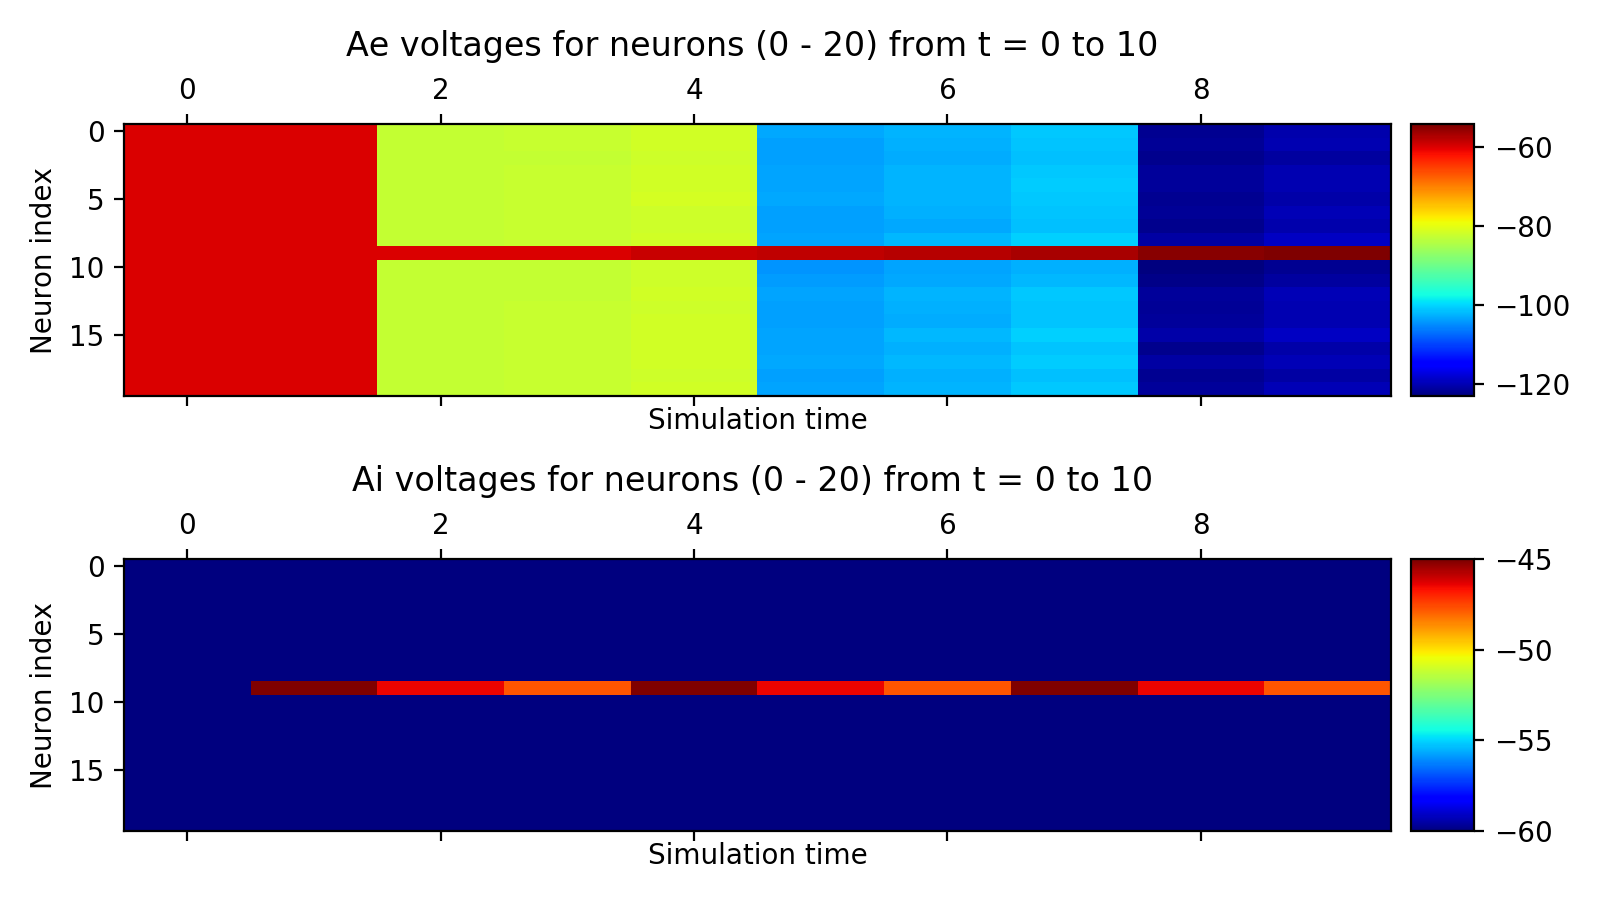 Ae voltages for neurons (0 - 20) from t = 0 to 10
0 2 4 6 8
0
5
10
15
Neuron index
Simulation time
−60
−80
−100
−120
Ai voltages for neurons (0 - 20) from t = 0 to 10
0 2 4 6 8
0
5
10
15
Neuron index
Simulation time
−45
−50
−55
−60